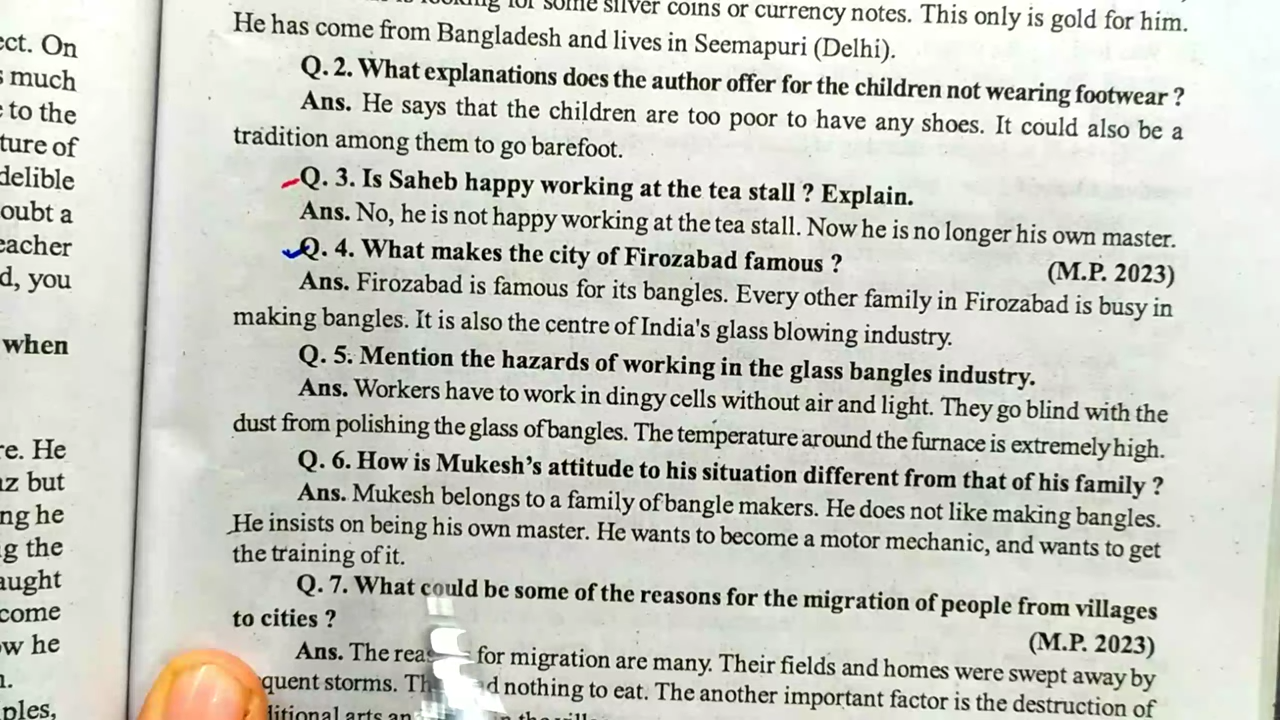 ect. On
much
to the
ture of
delible
oubt a
eacher
d, you
when
re. He
az but
ng he
g the
aught
come
ow he
ples,
for some silver coins or currency notes. This only is gold for him.
He has come from Bangladesh and lives in Seemapuri (Delhi).
Q. 2. What explanations does the author offer for the children not wearing footwear ?
Ans. He says that the children are too poor to have any shoes. It could also be a
tradition among them to go barefoot.
Q. 3. Is Saheb happy working at the tea stall ? Explain.
Ans. No, he is not happy working at the tea stall. Now he is no longer his own master.
Q. 4. What makes the city of Firozabad famous ? (M.P. 2023)
Ans. Firozabad is famous for its bangles. Every other family in Firozabad is busy in
making bangles. It is also the centre of India's glass blowing industry.
Q. 5. Mention the hazards of working in the glass bangles industry.
Ans. Workers have to work in dingy cells without air and light. They go blind with the
dust from polishing the glass of bangles. The temperature around the furnace is extremely high.
Q. 6. How is Mukesh's attitude to his situation different from that of his family ?
Ans. Mukesh belongs to a family of bangle makers. He does not like making bangles.
He insists on being his own master. He wants to become a motor mechanic, and wants to get
the training of it.
Q. 7. What could be some of the reasons for the migration of people from villages
to cities ? (M.P. 2023)
Ans. The rea for migration are many. Their fields and homes were swept away by
quent storms. Th d nothing to eat. The another important factor is the destruction of
ditional arts an